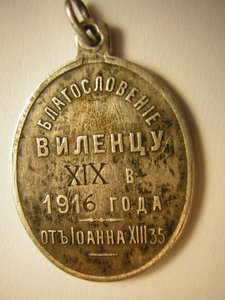 БЛАГОСЛОВЕНІЕ
ВИЛЕНЦУ
XIX В.
1916 ГОДА
ОТЪ ІОАННА XIII 35